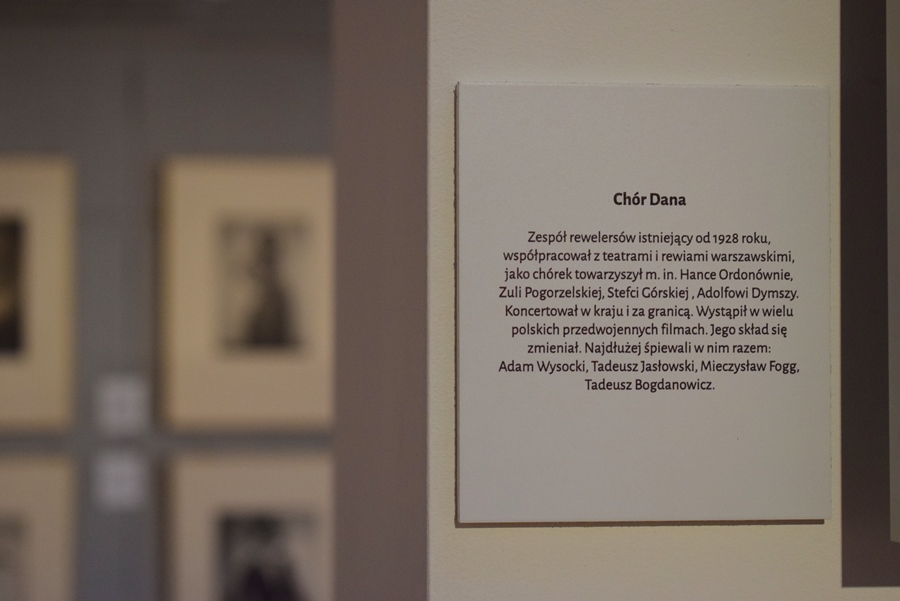 Chór Dana
Zespół rewelersów istniejący od 1928 roku,
współpracował z teatrami i rewiami warszawskimi,
jako chórek towarzyszył m. in. Hance Ordonównie,
Zuli Pogorzelskiej, Stefci Górskiej , Adolfowi Dymszy.
Koncertował w kraju i za granicą. Wystąpił w wielu
polskich przedwojennych filmach. Jego skład się
zmieniał. Najdłużej śpiewali w nim razem:
Adam Wysocki, Tadeusz Jasłowski, Mieczysław Fogg,
Tadeusz Bogdanowicz.